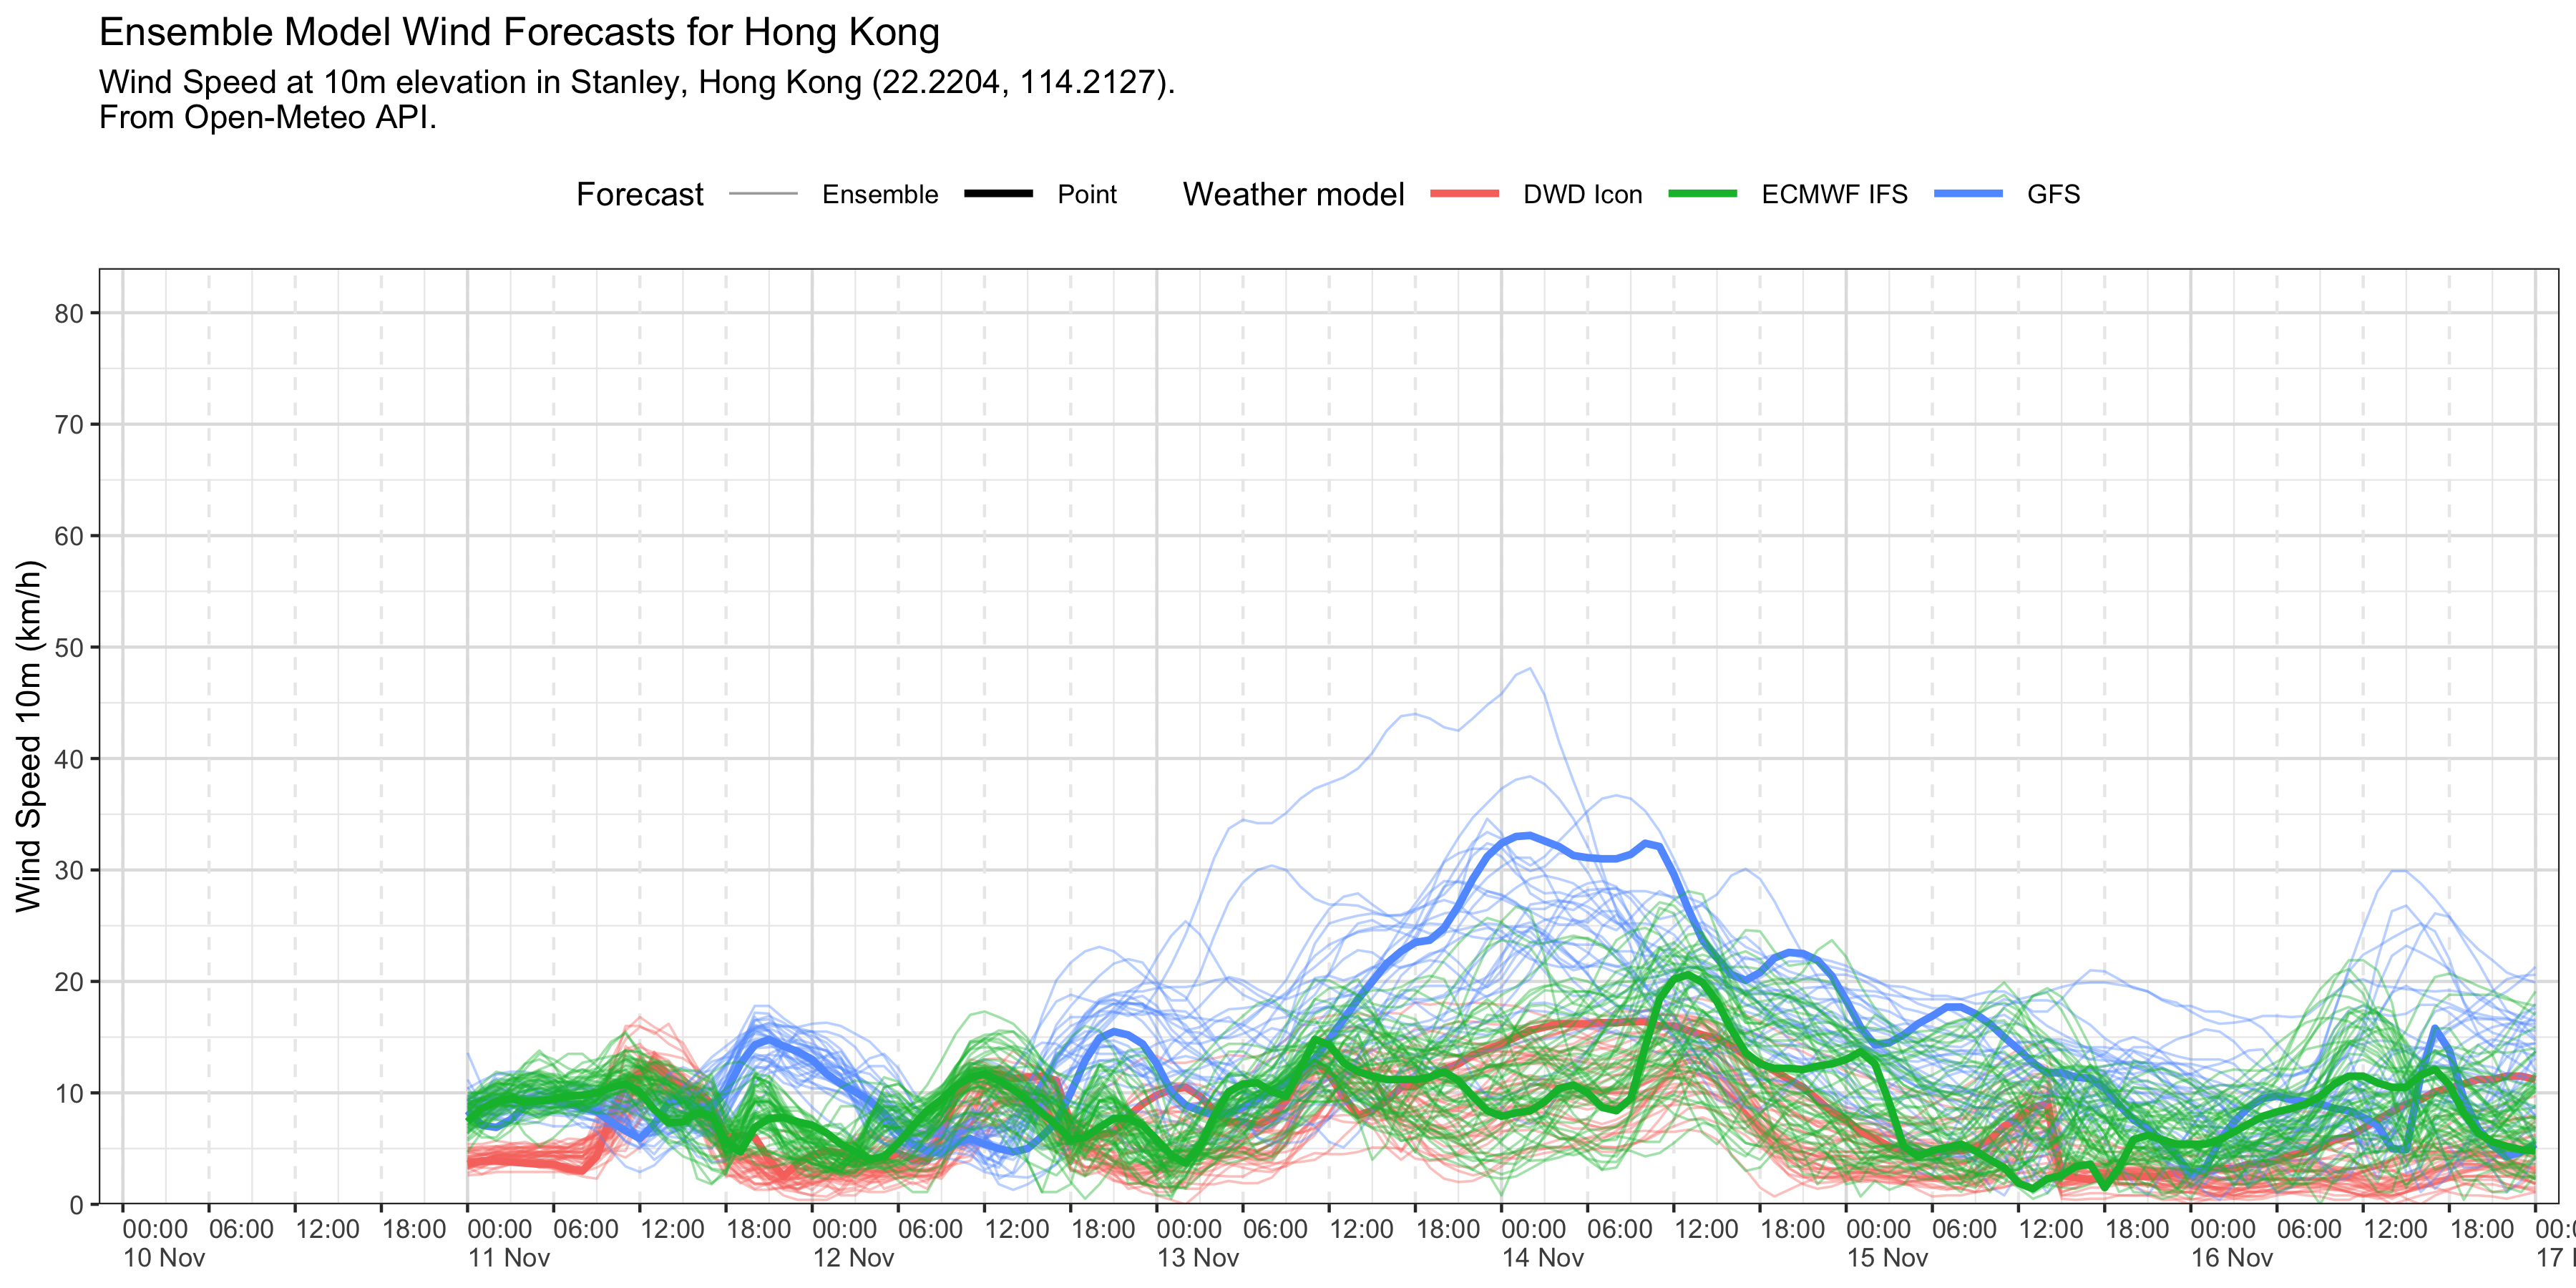 Ensemble Model Wind Forecasts for Hong Kong
Wind Speed at 10m elevation in Stanley, Hong Kong (22.2204, 114.2127).
From Open-Meteo API.
Forecast Ensemble Point Weather model DWD Icon ECMWF IFS GFS
Wind Speed 10m (km/h)
80
70
60
50
40
30
20
10
0
00:00 06:00 12:00 18:00 00:00 06:00 12:00 18:00 00:00 06:00 12:00 18:00 00:00 06:00 12:00 18:00 00:00 06:00 12:00 18:00 00:00 06:00 12:00 18:00 00:00 06:00 12:00 18:00
10 Nov 11 Nov 12 Nov 13 Nov 14 Nov 15 Nov 16 Nov 17